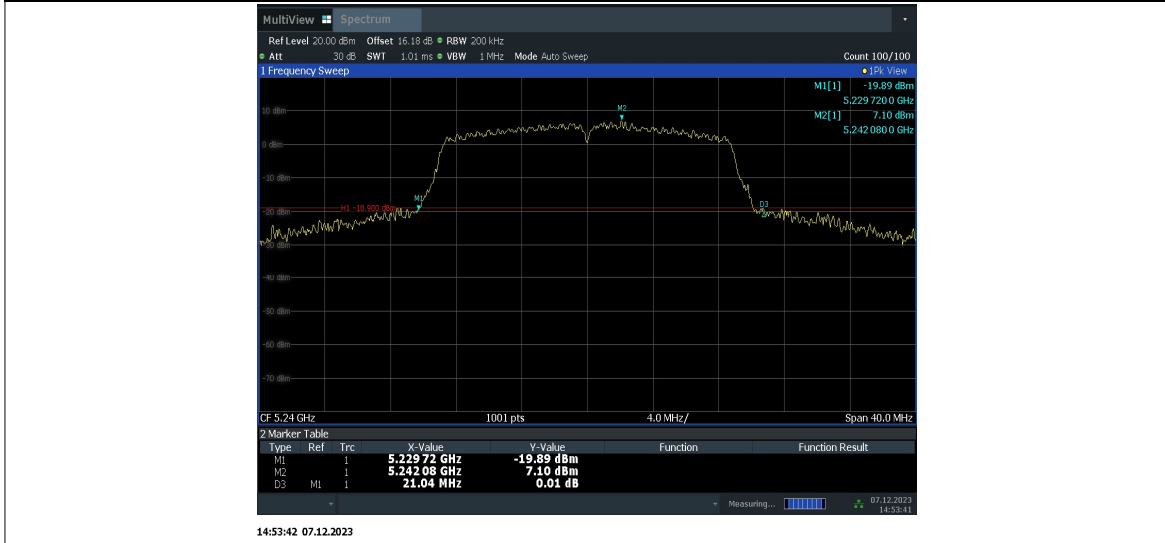 MultiView Spectrum
Ref Level 20.00 dBm Offset 16.18 dB RBW 200 kHz
Att 30 dB SWT 1.01 ms VBW 1 MHz Mode Auto Sweep Count 100/100
1 Frequency Sweep 1Pk View
M1[1] -19.89 dBm
5.229 720 0 GHz
10 dBm M2 M2[1] 7.10 dBm
5.242 080 0 GHz
0 dBm
-10 dBm
M1
H1 -18.900 dBm D3
-20 dBm
-30 dBm
-40 dBm
-50 dBm
-60 dBm
-70 dBm
CF 5.24 GHz 1001 pts 4.0 MHz/ Span 40.0 MHz
2 Marker Table
Type Ref Trc X-Value Y-Value Function Function Result
M1 1 5.229 72 GHz -19.89 dBm
M2 1 5.242 08 GHz 7.10 dBm
D3 M1 1 21.04 MHz 0.01 dB
Measuring... 07.12.2023
14:53:41
14:53:42 07.12.2023